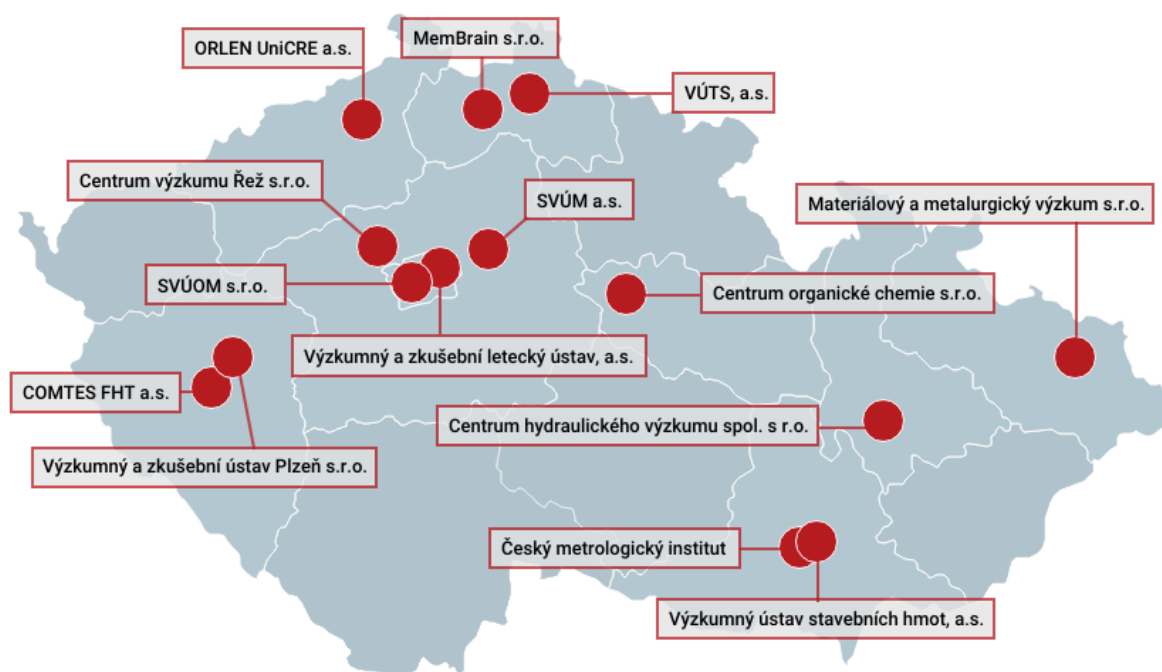 MemBrain s.r.o.
ORLEN UniCRE a.s.
VÚTS, a.s.
Centrum výzkumu Řež s.r.o.
SVÚM a.s.
Materiálový a metalurgický výzkum s.r.o.
SVÚOM s.r.o.
Centrum organické chemie s.r.o.
Výzkumný a zkušební letecký ústav, a.s.
COMTES FHT a.s.
Centrum hydraulického výzkumu spol. s r.o.
Výzkumný a zkušební ústav Plzeň s.r.o.
Český metrologický institut
Výzkumný ústav stavebních hmot, a.s.